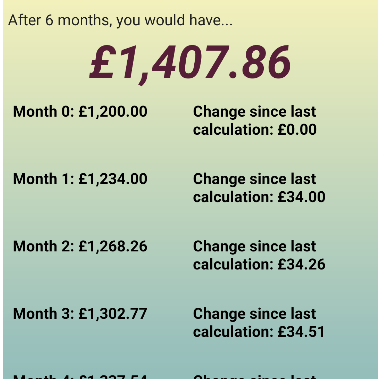 After 6 months, you would have...
£1,407.86
Month 0: £1,200.00
Change since last
calculation: £0.00
Month 1: £1,234.00
Change since last
calculation: £34.00
Month 2: £1,268.26
Change since last
calculation: £34.26
Month 3: £1,302.77
Change since last
calculation: £34.51
Month 4: £1,337.54
Change since last